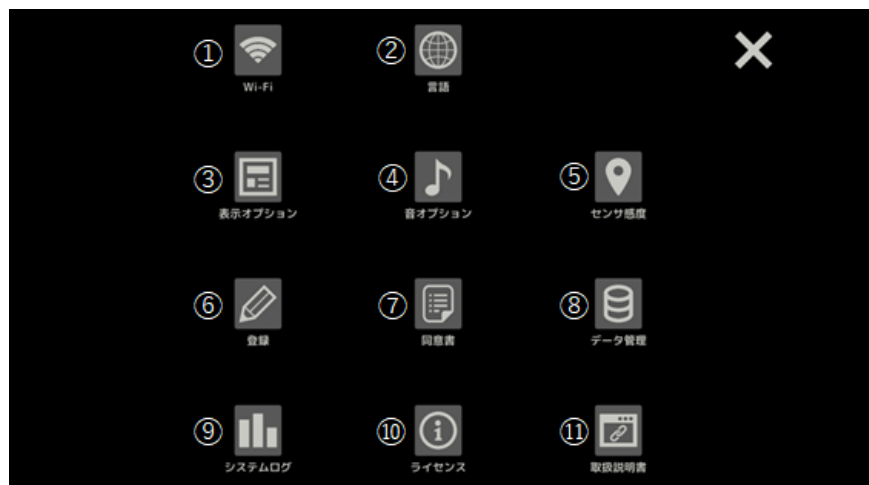 ① ②
Wi-Fi 言語
③ ④ ⑤
表示オプション 音オプション センサ感度
⑥ ⑦ ⑧
登録 同意書 データ管理
⑨ ⑩ ⑪
システムログ ライセンス 取扱説明書